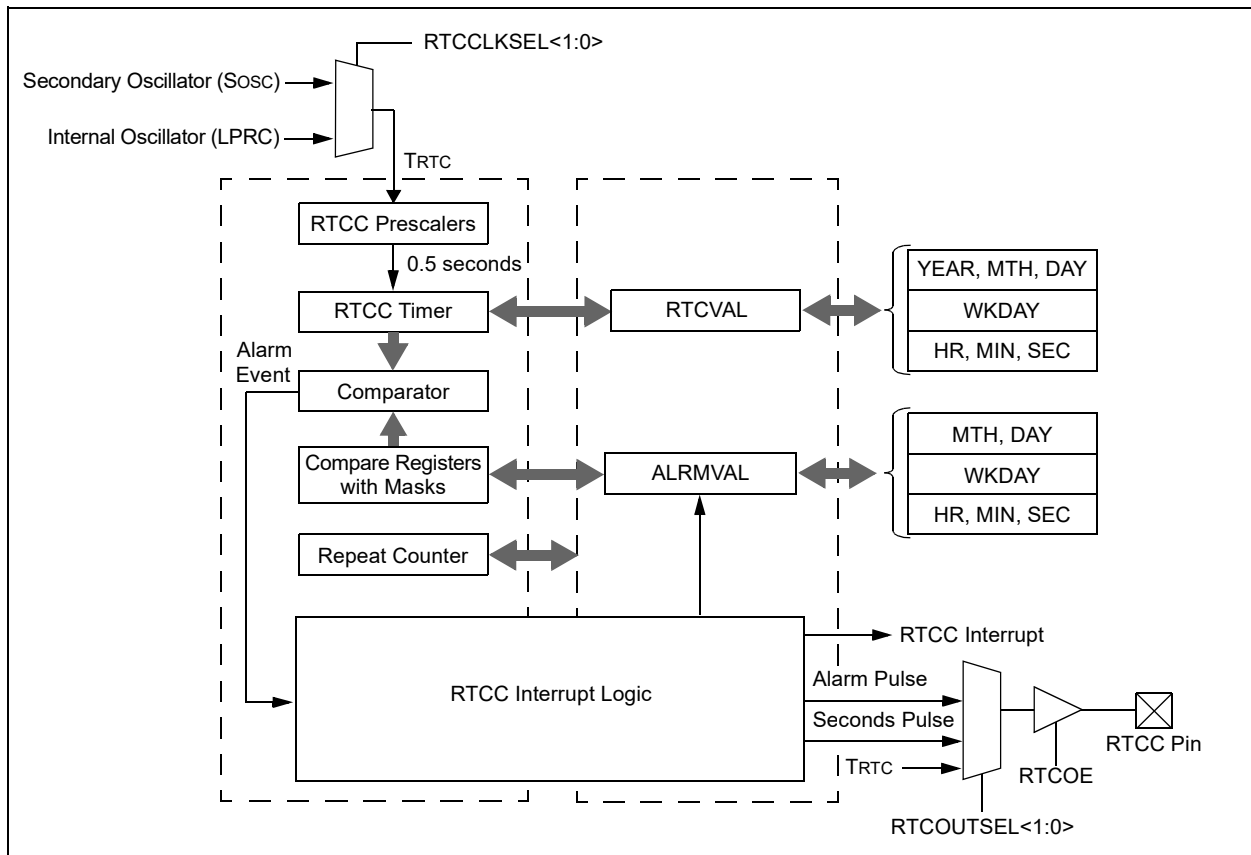 RTCCLKSEL<1:0>
Secondary Oscillator (SOSC)
Internal Oscillator (LPRC)
TRTC
RTCC Prescalers
0.5 seconds
RTCC Timer
RTCVAL
YEAR, MTH, DAY
WKDAY
HR, MIN, SEC
Alarm
Event
Comparator
Compare Registers
with Masks
ALRMVAL
MTH, DAY
WKDAY
HR, MIN, SEC
Repeat Counter
RTCC Interrupt Logic
RTCC Interrupt
Alarm Pulse
Seconds Pulse
TRTC
RTCOE
RTCC Pin
RTCOUTSEL<1:0>